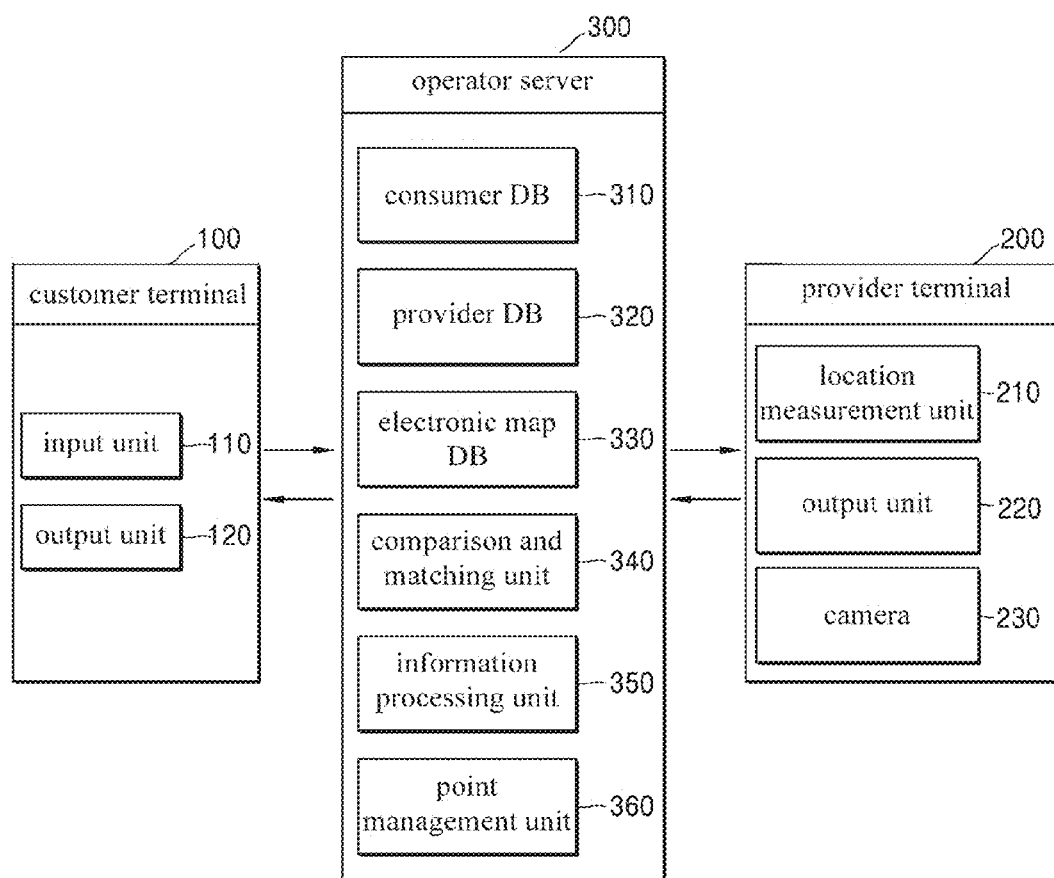 300
operator server
consumer DB
310
provider DB
320
electronic map
DB
330
comparison and
matching unit
340
information
processing unit
350
point
management unit
360
100
customer terminal
input unit
110
output unit
120
200
provider terminal
location
measurement unit
210
output unit
220
camera
230